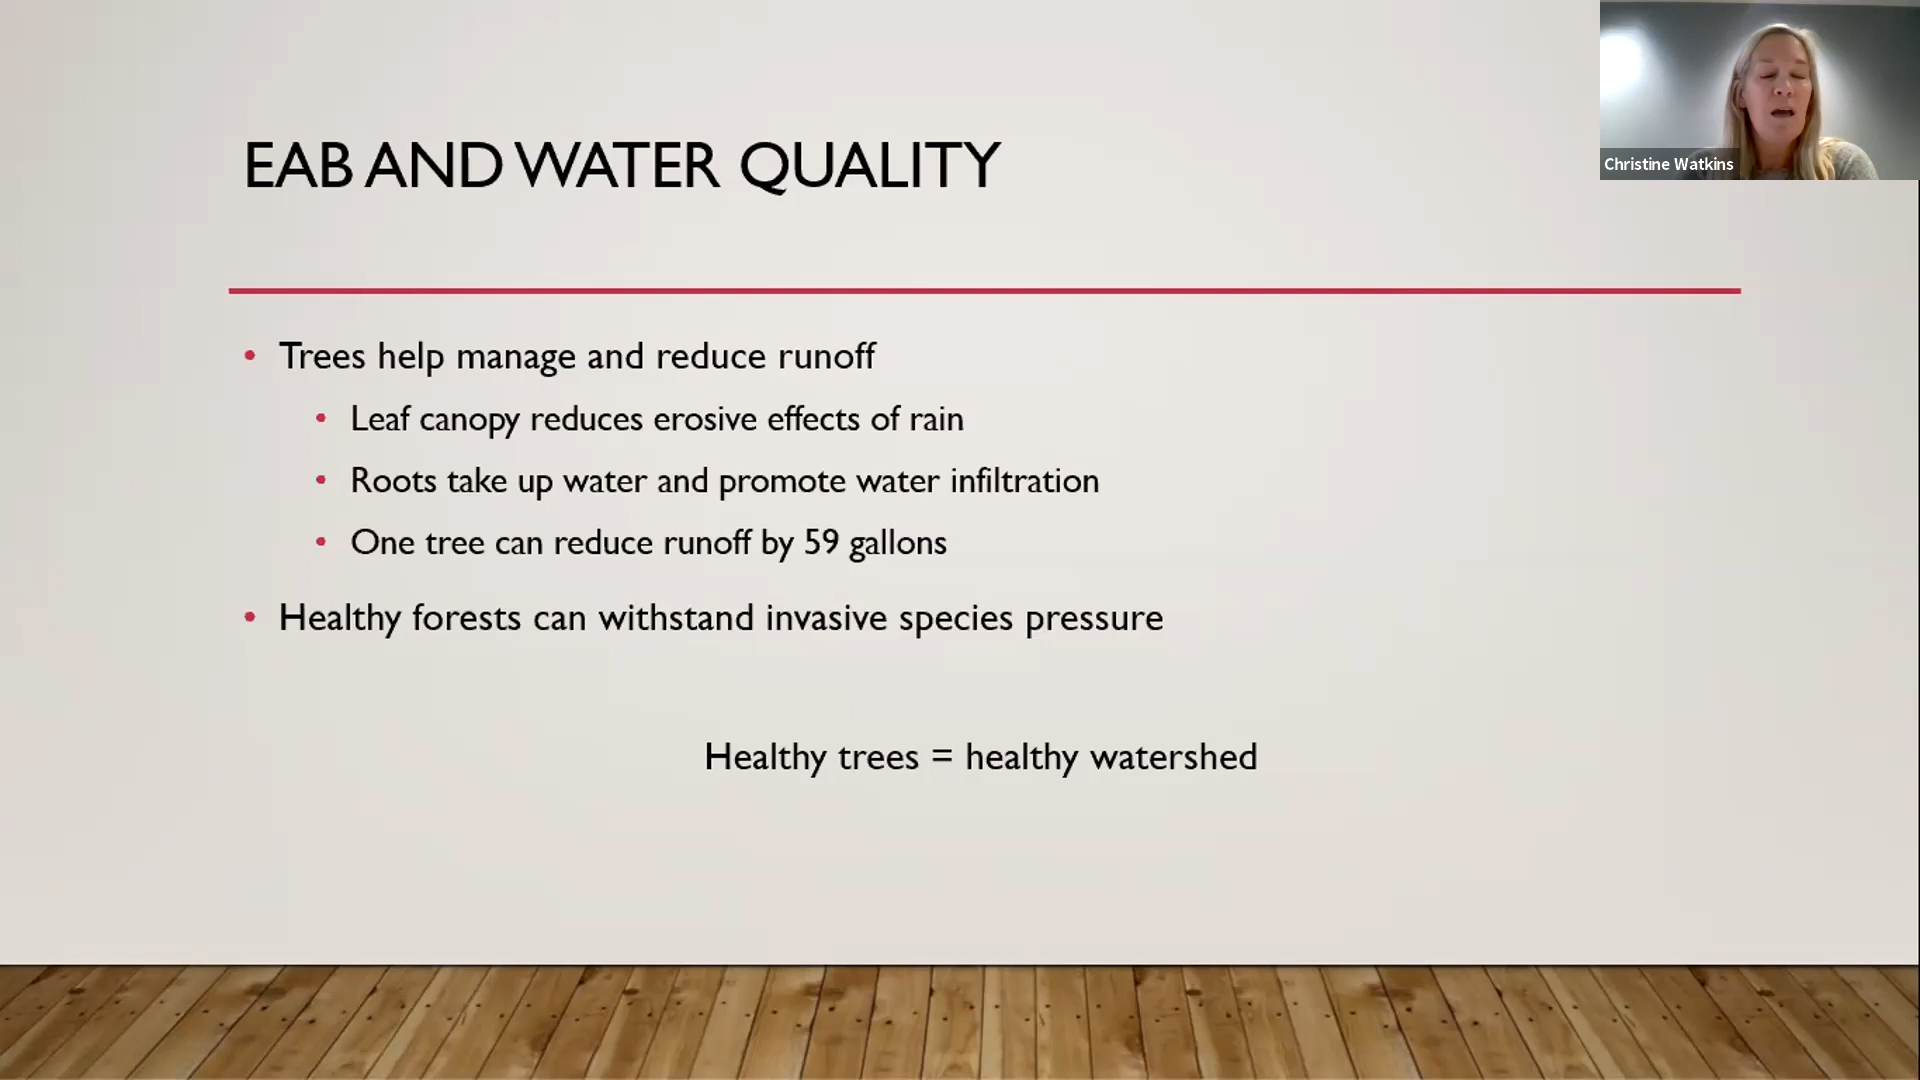 EAB AND WATER QUALITY
Christine Watkins
• Trees help manage and reduce runoff
• Leaf canopy reduces erosive effects of rain
• Roots take up water and promote water infiltration
• One tree can reduce runoff by 59 gallons
• Healthy forests can withstand invasive species pressure
Healthy trees = healthy watershed